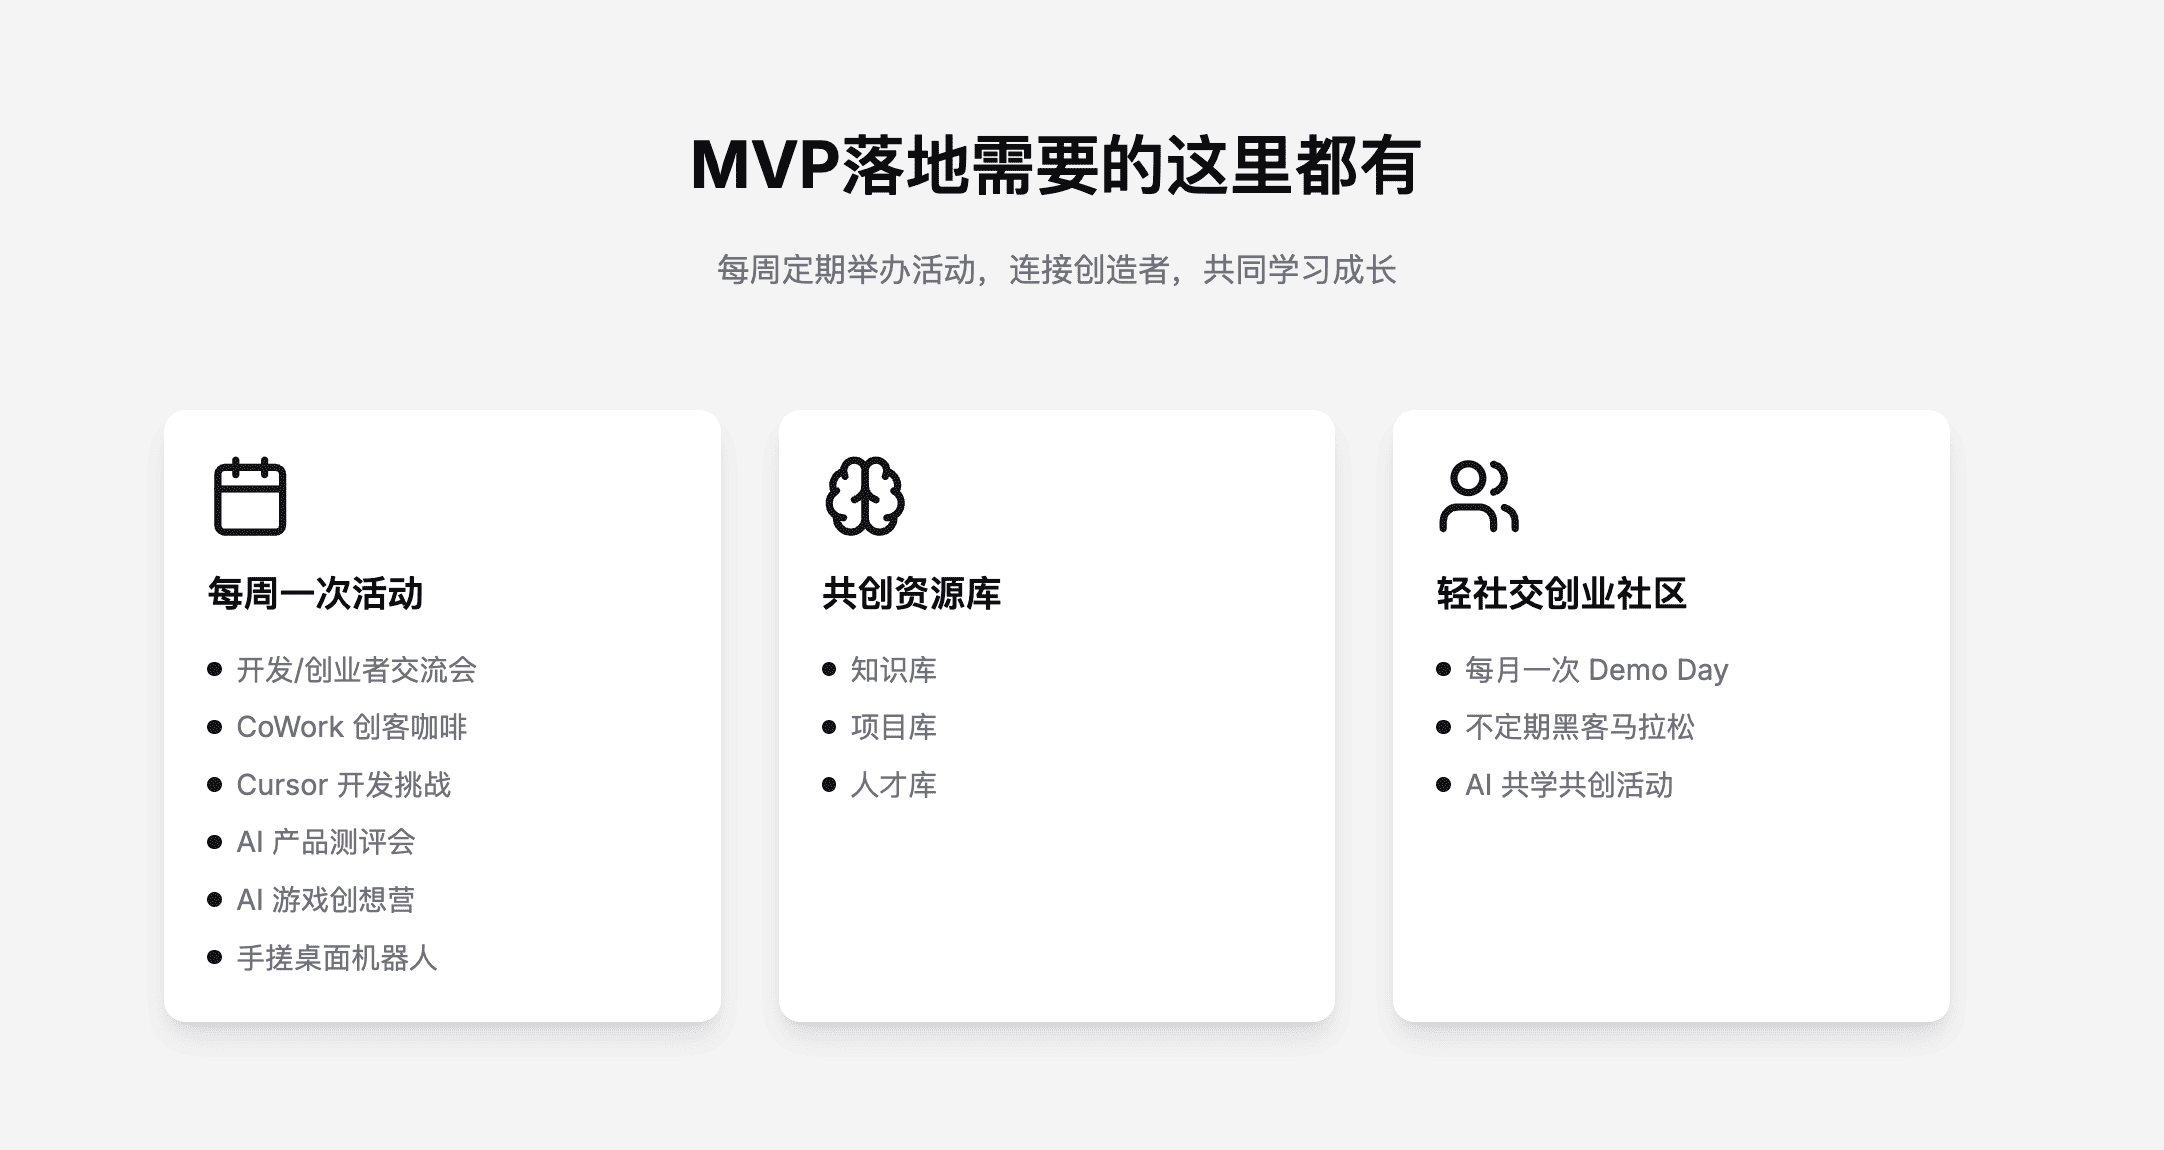 MVP落地需要的这里都有
每周定期举办活动，连接创造者，共同学习成长
每周一次活动
开发/创业者交流会
CoWork 创客咖啡
Cursor 开发挑战
AI 产品测评会
AI 游戏创想营
手搓桌面机器人
共创资源库
知识库
项目库
人才库
轻社交创业社区
每月一次 Demo Day
不定期黑客马拉松
AI 共学共创活动